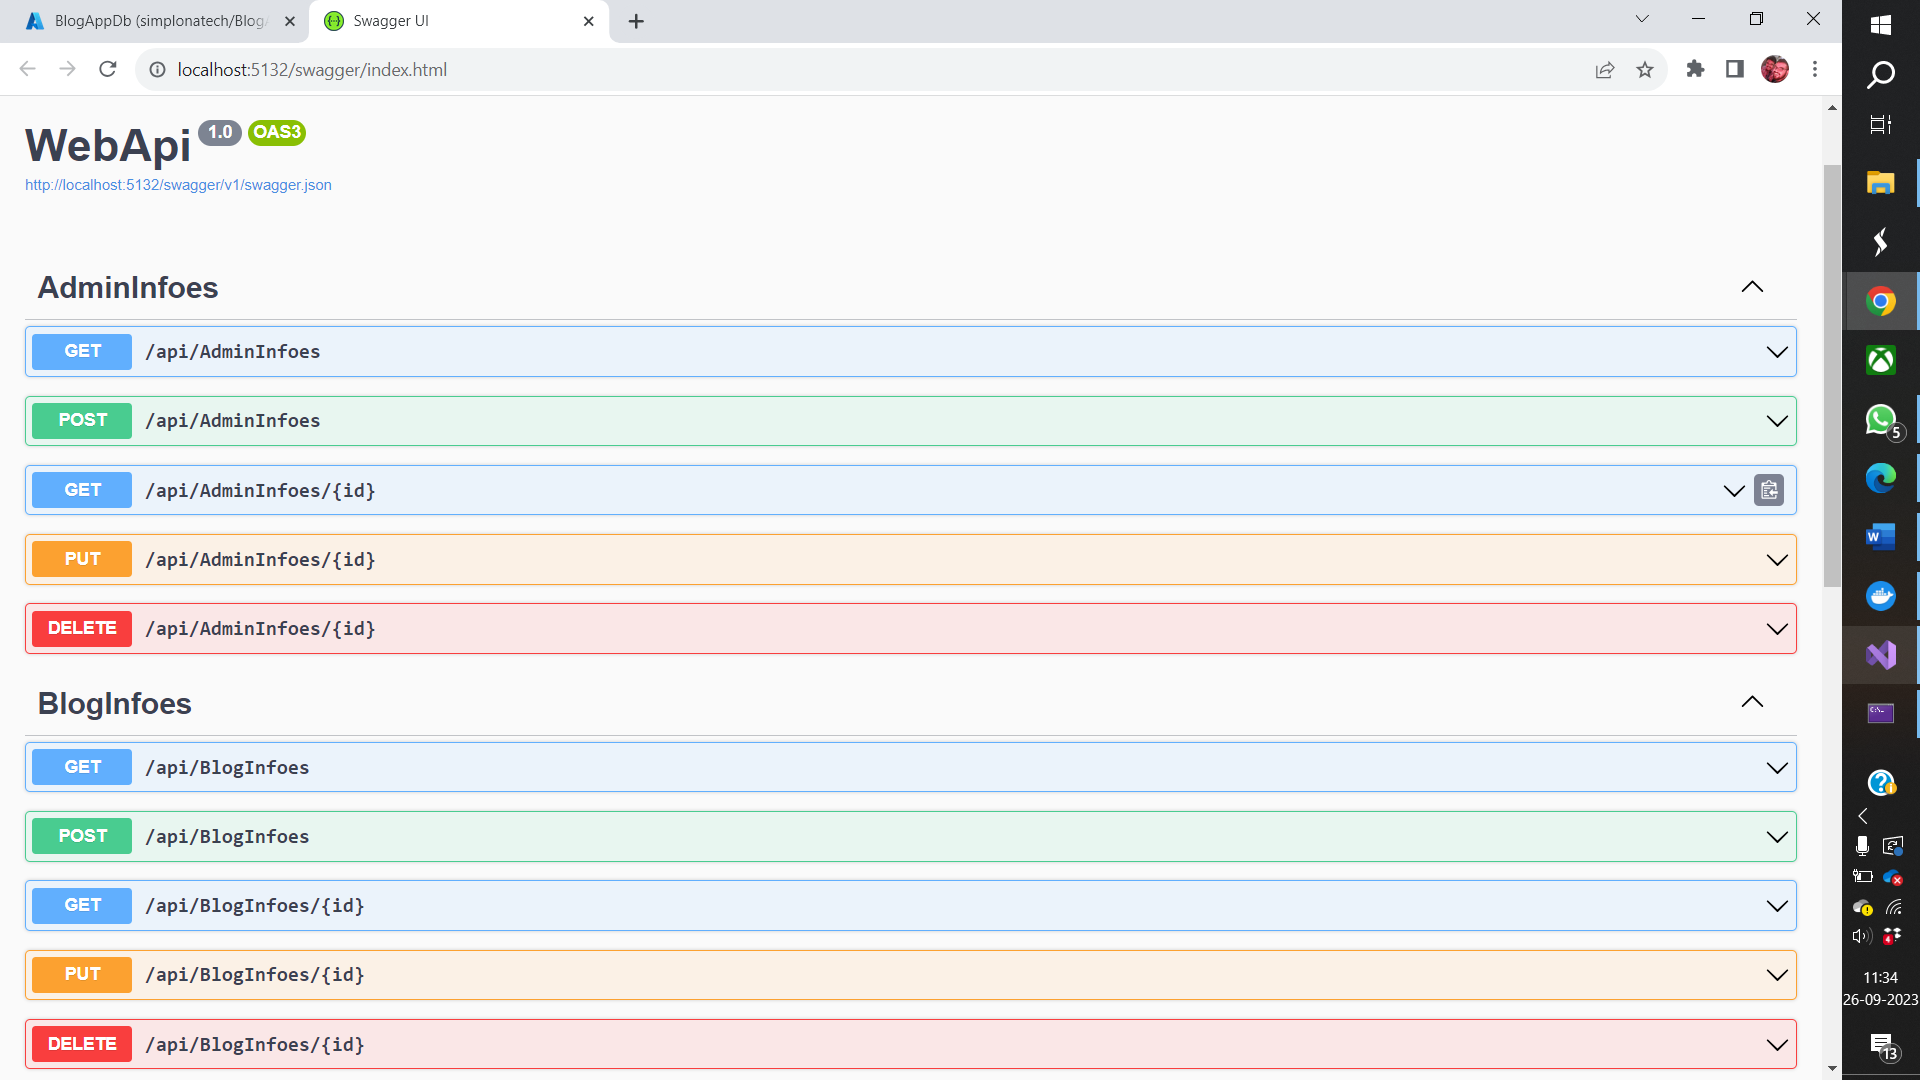 BlogAppDb (simplonatech/BlogA
Swagger UI
localhost:5132/swagger/index.html
WebApi 1.0 OAS3
http://localhost:5132/swagger/v1/swagger.json
AdminInfoes
GET /api/AdminInfoes
POST /api/AdminInfoes
GET /api/AdminInfoes/{id}
PUT /api/AdminInfoes/{id}
DELETE /api/AdminInfoes/{id}
BlogInfoes
GET /api/BlogInfoes
POST /api/BlogInfoes
GET /api/BlogInfoes/{id}
PUT /api/BlogInfoes/{id}
DELETE /api/BlogInfoes/{id}
5
W
C:\_
4
11:34
26-09-2023
13